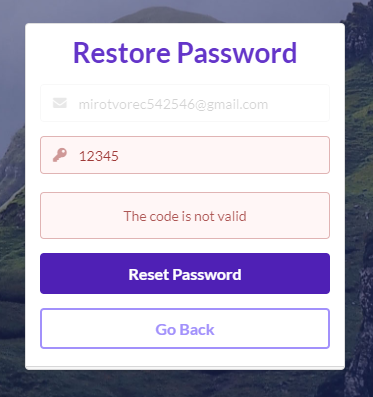 Restore Password
mirotvorec542546@gmail.com
12345
The code is not valid
Reset Password
Go Back